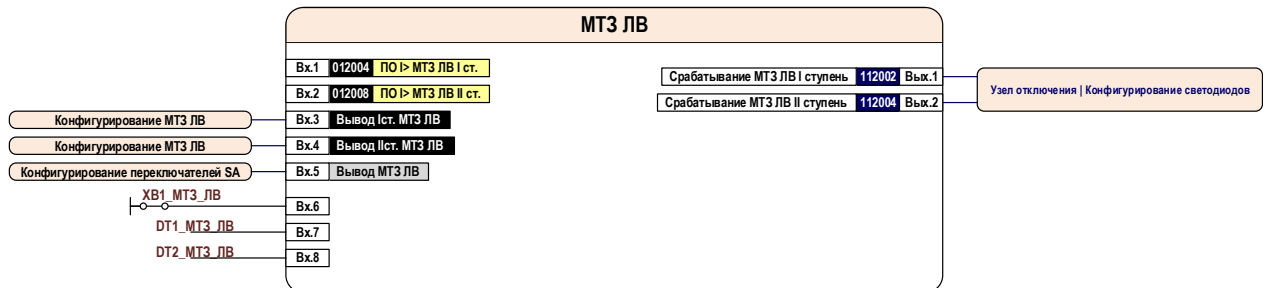 МТЗ ЛВ
Вх.1 012004 ПО I> МТЗ ЛВ I ст.
Вх.2 012008 ПО I> МТЗ ЛВ II ст.
Конфигурирование МТЗ ЛВ Вх.3 Вывод Iст. МТЗ ЛВ
Конфигурирование МТЗ ЛВ Вх.4 Вывод IIст. МТЗ ЛВ
Конфигурирование переключателей SA Вх.5 Вывод МТЗ ЛВ
XB1_МТЗ_ЛВ Вх.6
DT1_МТЗ_ЛВ Вх.7
DT2_МТЗ_ЛВ Вх.8
Срабатывание МТЗ ЛВ I ступень 112002 Вых.1
Срабатывание МТЗ ЛВ II ступень 112004 Вых.2
Узел отключения | Конфигурирование светодиодов